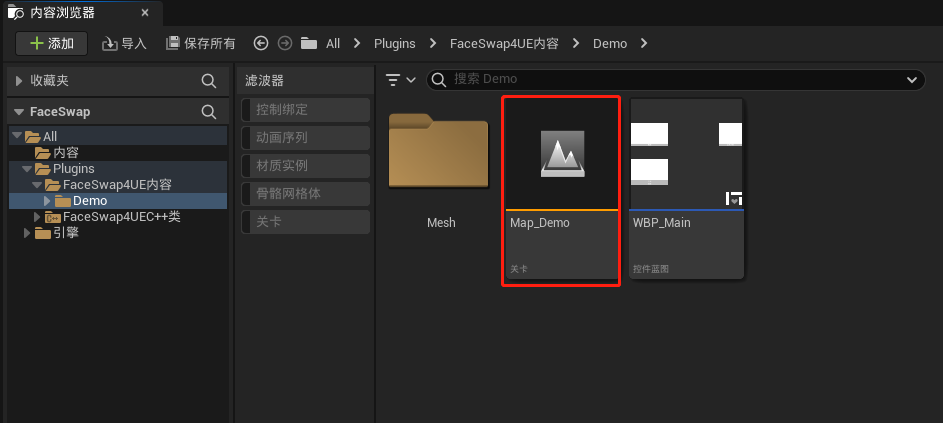 内容浏览器
添加 导入 保存所有 All Plugins FaceSwap4UE内容 Demo
收藏夹
FaceSwap
All
内容
Plugins
FaceSwap4UE内容
Demo
FaceSwap4UEC++类
引擎
滤波器
控制绑定
动画序列
材质实例
骨骼网格体
关卡
搜索 Demo
Mesh
Map_Demo
关卡
WBP_Main
控件蓝图